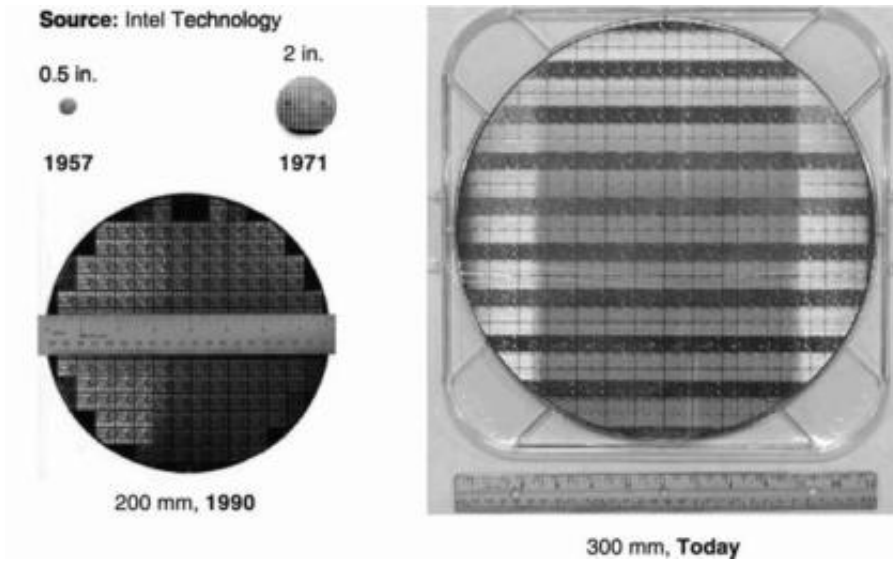 Source: Intel Technology
0.5 in.
2 in.
1957
1971
200 mm, 1990
300 mm, Today